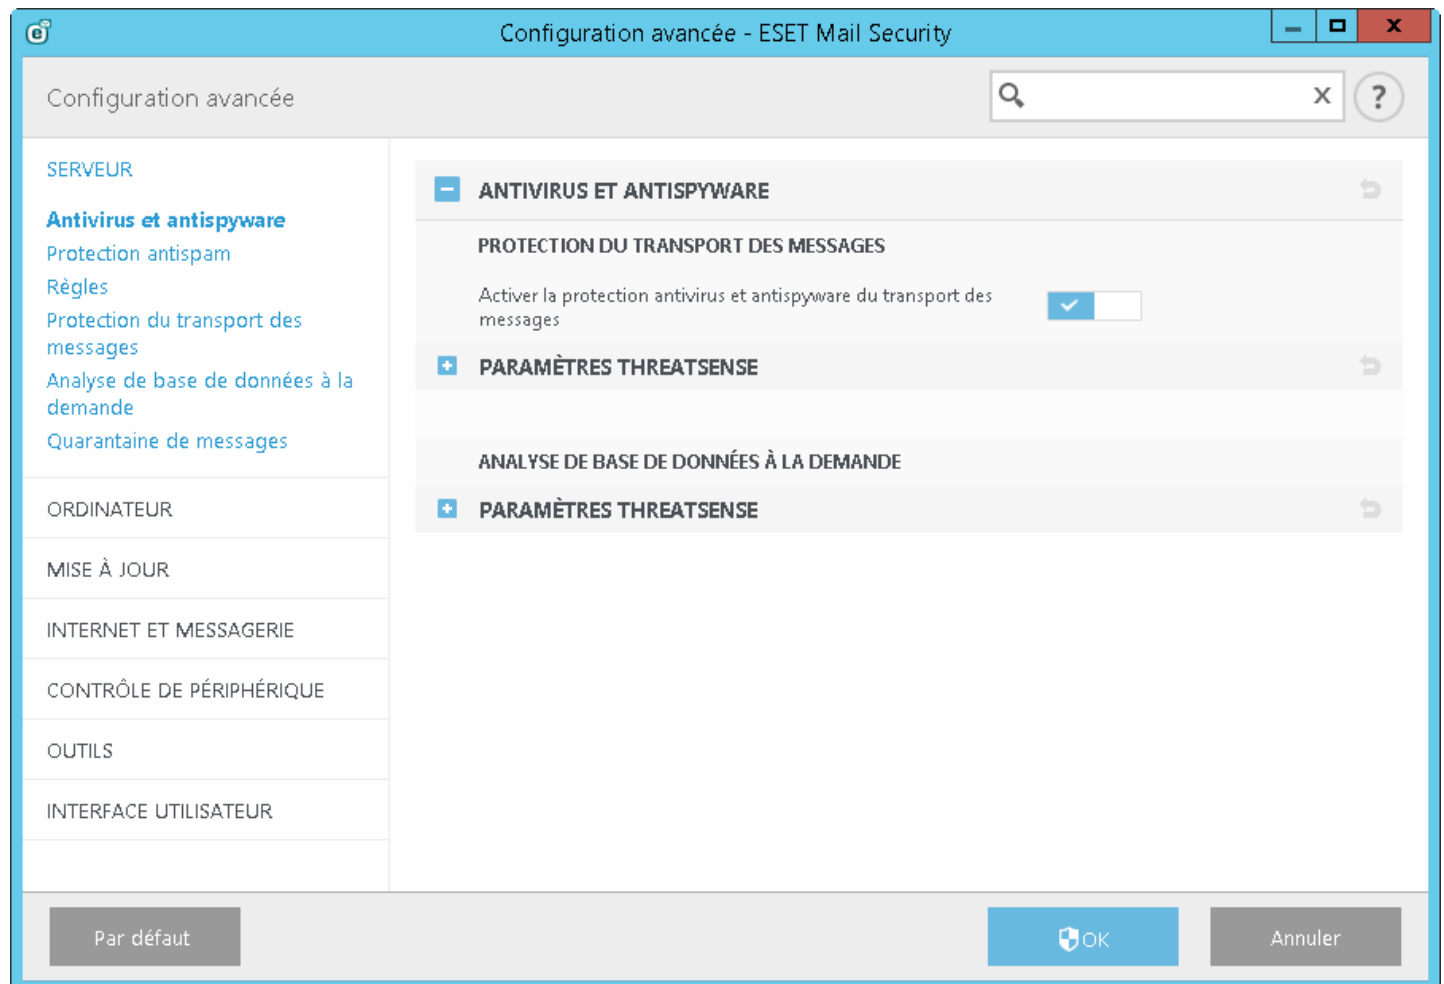 Configuration avancée - ESET Mail Security
Configuration avancée
SERVEUR
Antivirus et antispyware
Protection antispam
Règles
Protection du transport des
messages
Analyse de base de données à la
demande
Quarantaine de messages
ORDINATEUR
MISE À JOUR
INTERNET ET MESSAGERIE
CONTRÔLE DE PÉRIPHÉRIQUE
OUTILS
INTERFACE UTILISATEUR
ANTIVIRUS ET ANTISPYWARE
PROTECTION DU TRANSPORT DES MESSAGES
Activer la protection antivirus et antispyware du transport des
messages
PARAMÈTRES THREATSENSE
ANALYSE DE BASE DE DONNÉES À LA DEMANDE
PARAMÈTRES THREATSENSE
Par défaut
OK
Annuler